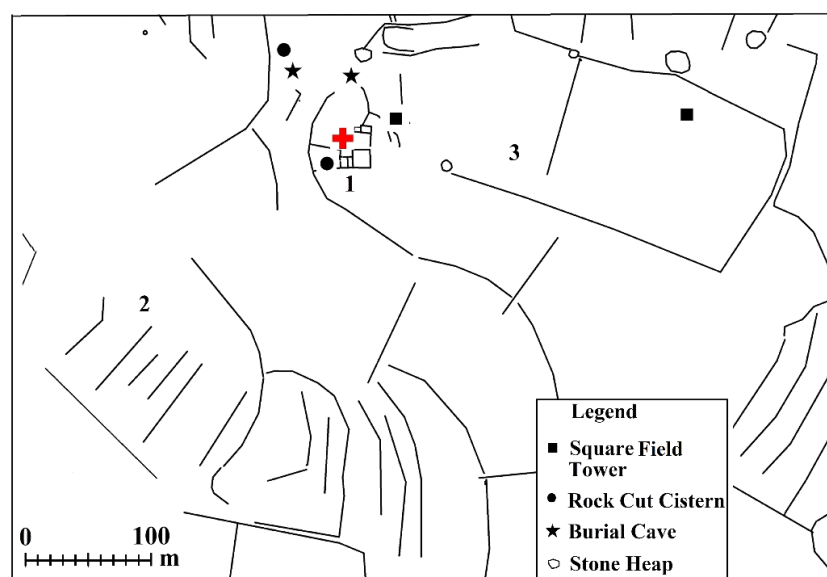 3
1
2
Legend
Square Field
Tower
Rock Cut Cistern
Burial Cave
Stone Heap
0 100
m